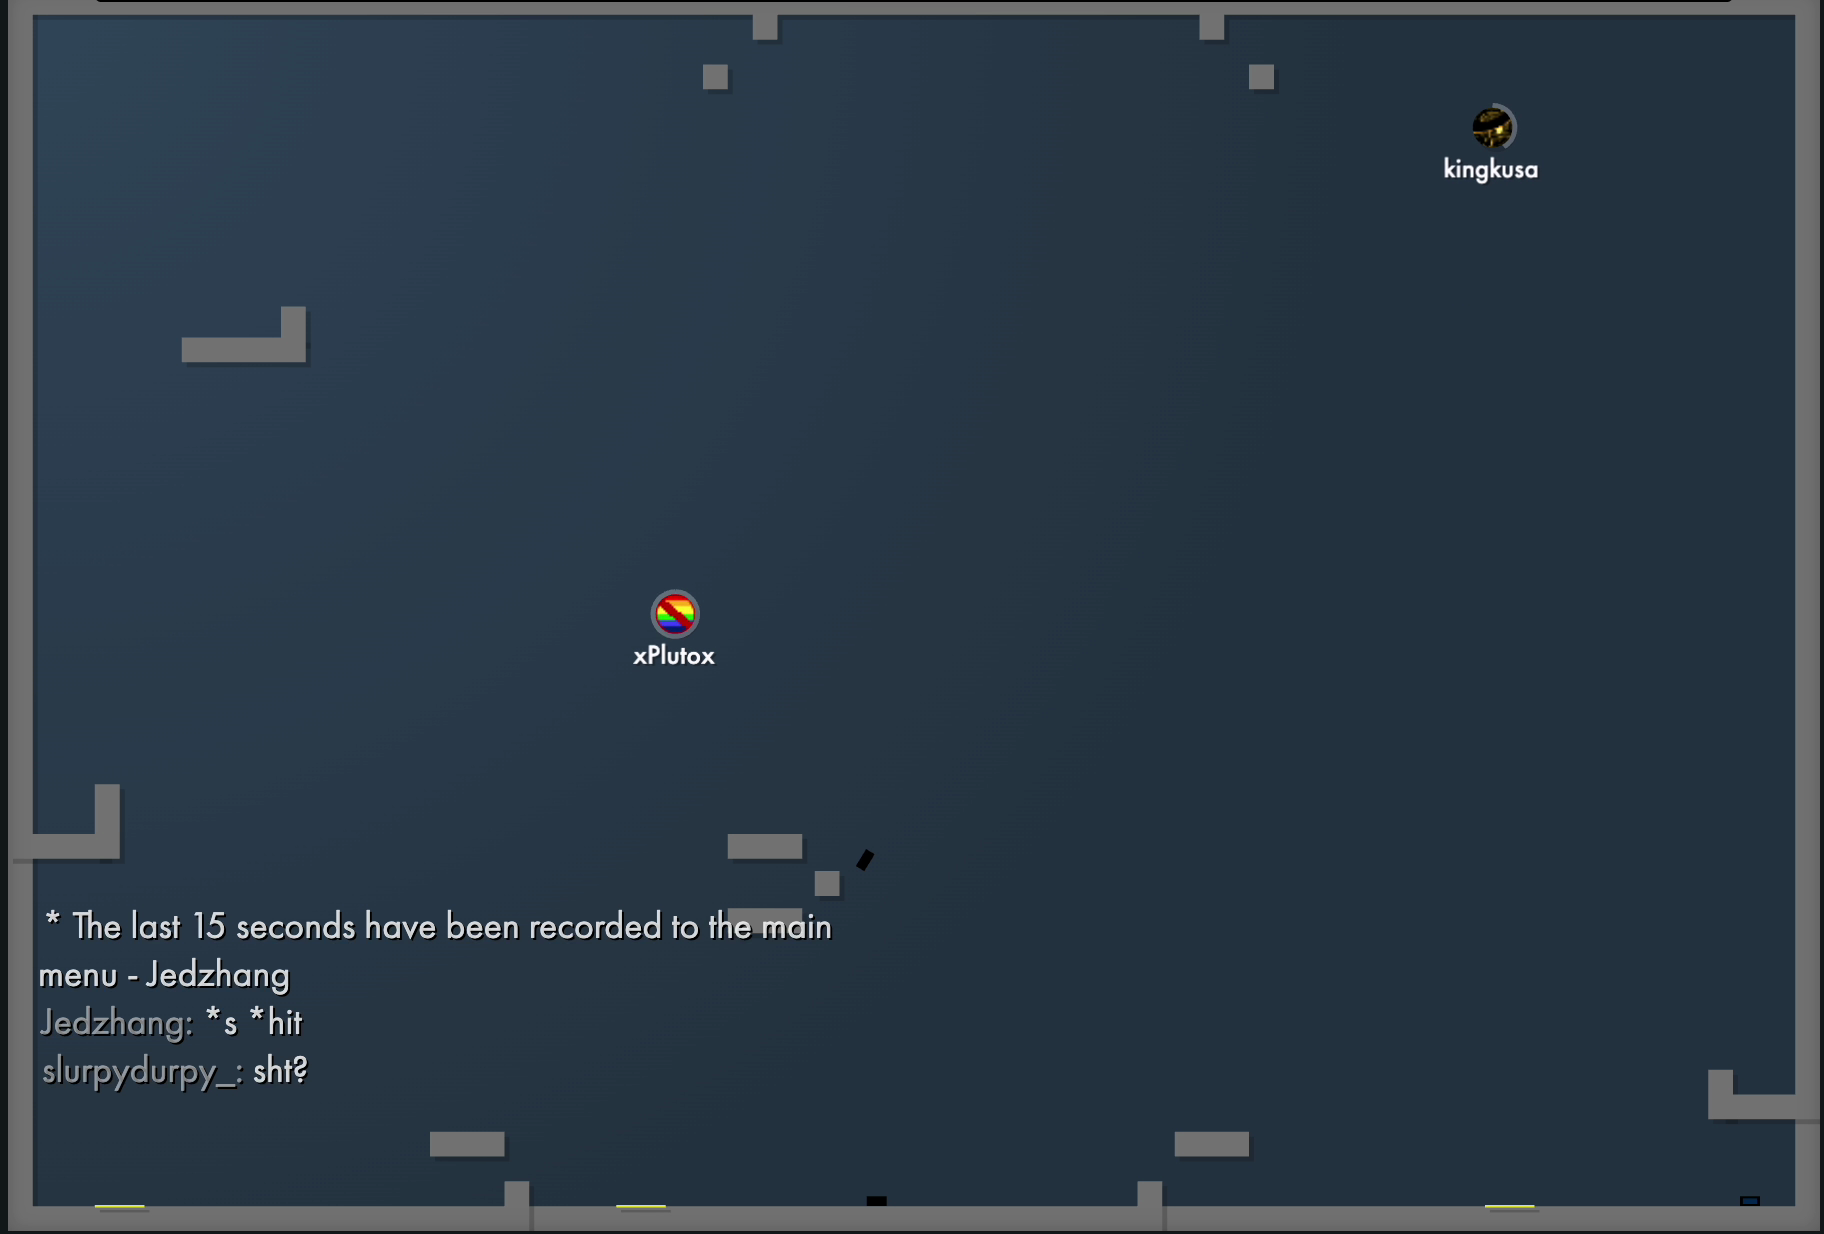 kingkusa
xPlutox
* The last 15 seconds have been recorded to the main
menu - Jedzhang
Jedzhang: *s *hit
slurpydurpy_: sht?